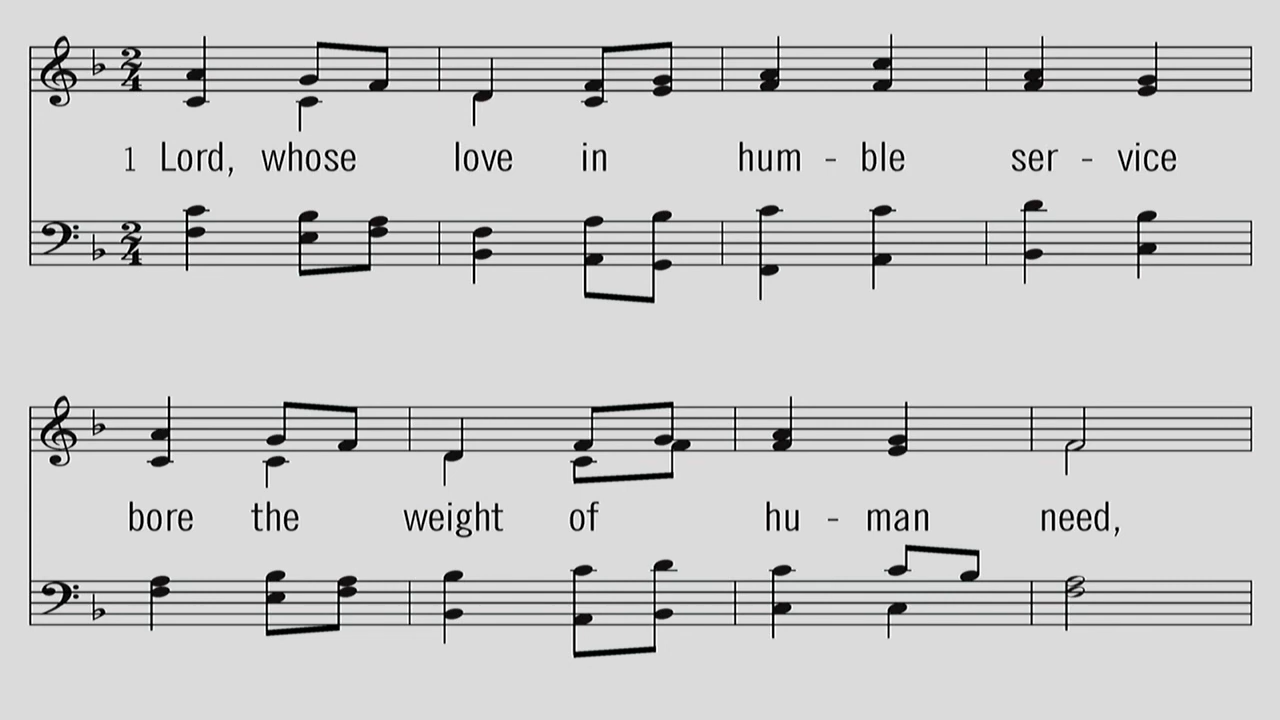 1 Lord, whose love in hum - ble ser - vice
bore the weight of hu - man need,